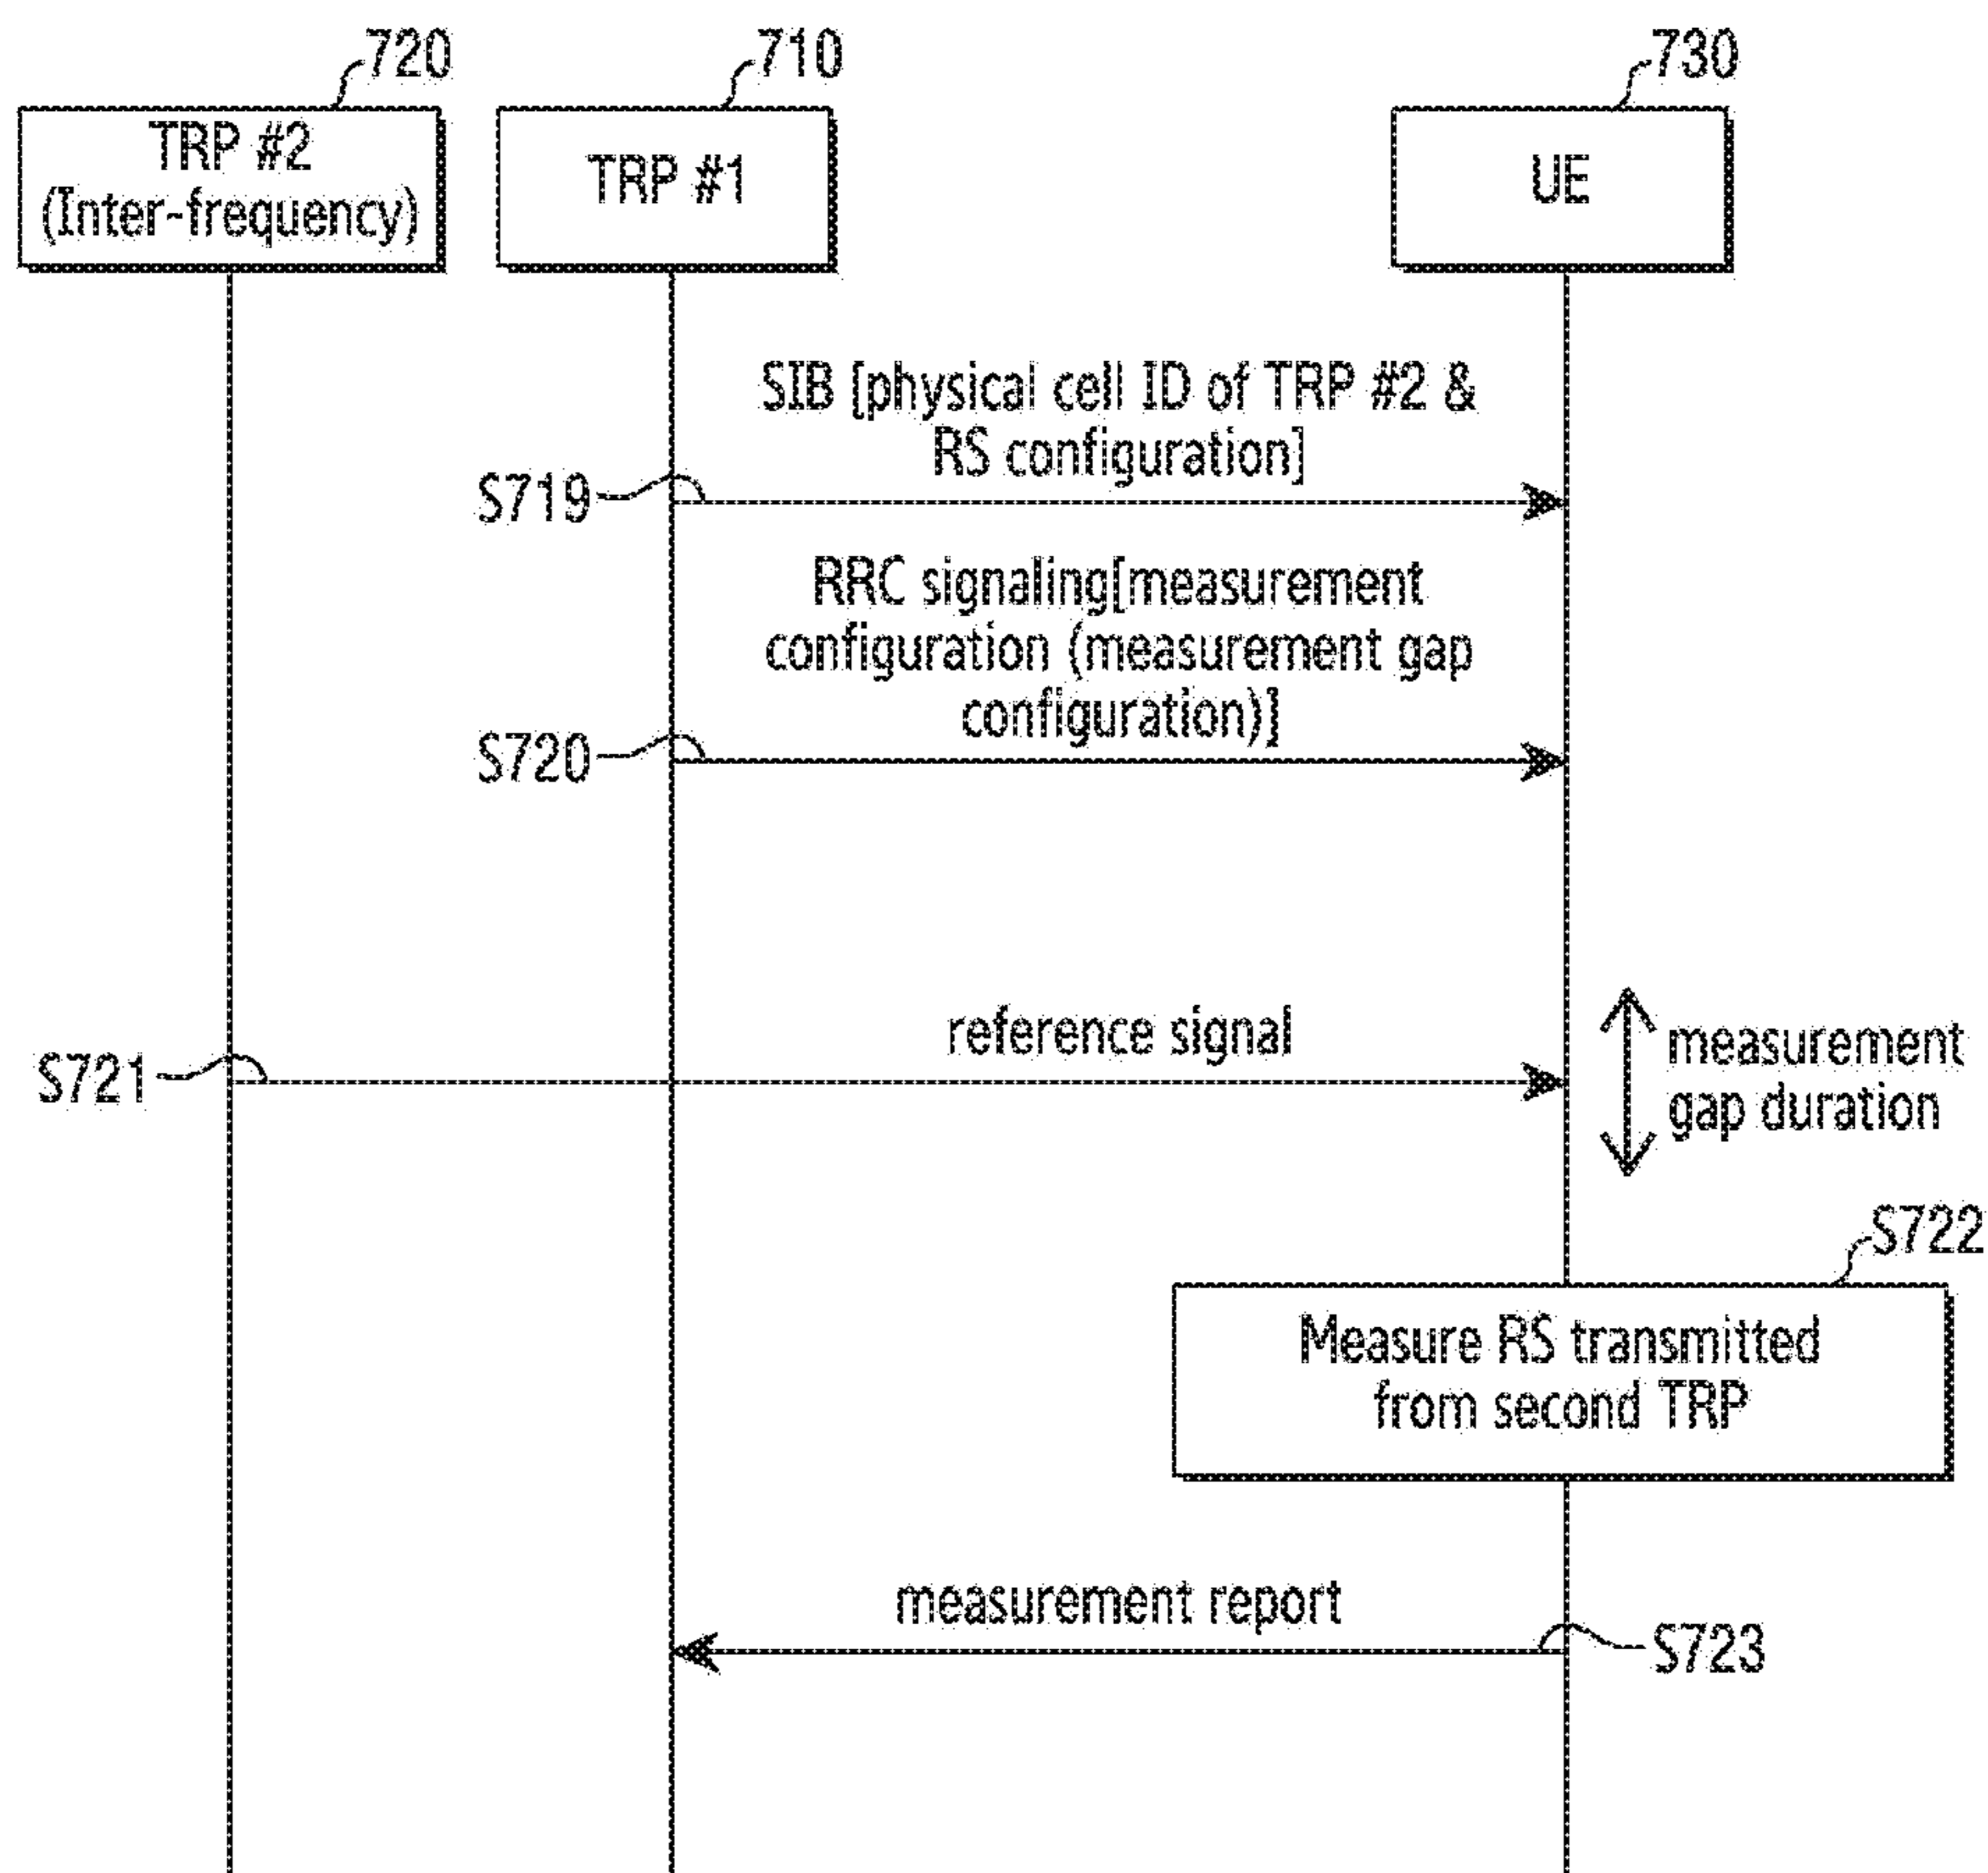 720
710
730
TRP #2
(Inter-frequency)
TRP #1
UE
SIB [physical cell ID of TRP #2 &
RS configuration]
S719
RRC signaling[measurement
configuration (measurement gap
configuration)]
S720
reference signal
S721
measurement
gap duration
S722
Measure RS transmitted
from second TRP
measurement report
S723